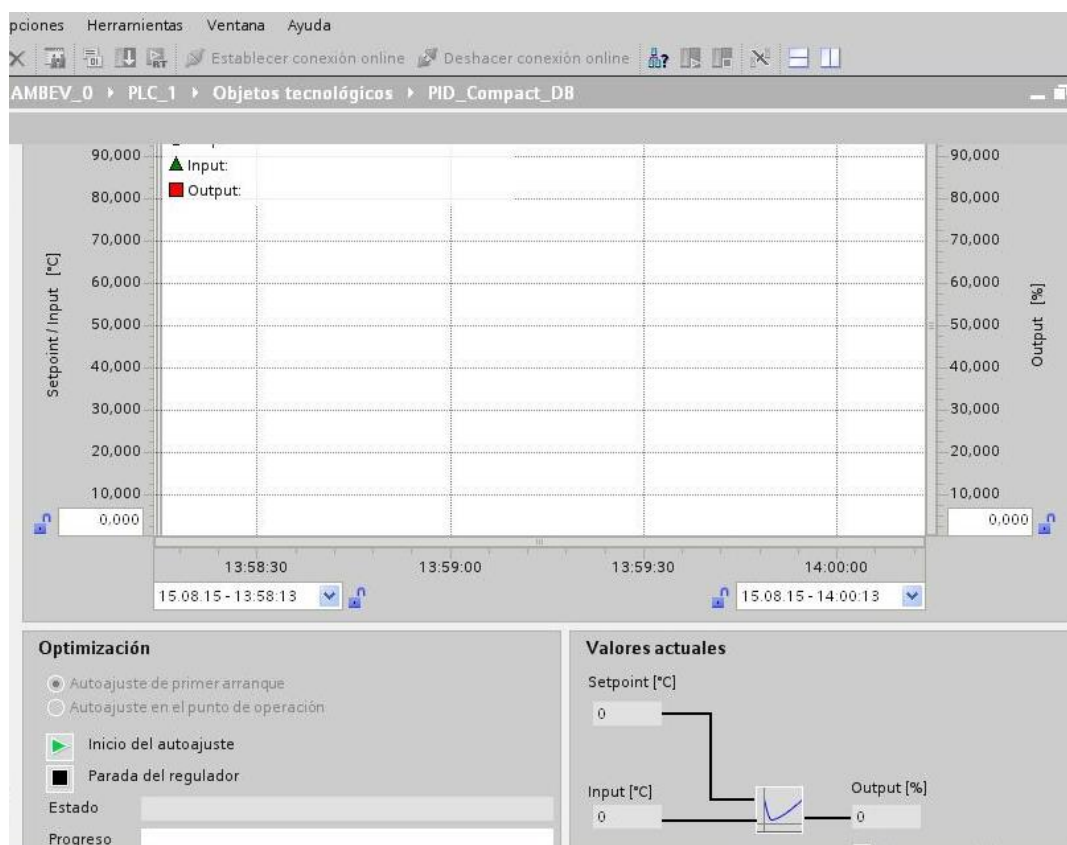 pciones Herramientas Ventana Ayuda
Establecer conexión online Deshacer conexión online
AMBEV_0 PLC_1 Objetos tecnológicos PID_Compact_DB
90,000 Input: 90,000
80,000 Output: 80,000
70,000 70,000
60,000 60,000
50,000 50,000
40,000 40,000
30,000 30,000
20,000 20,000
10,000 10,000
0,000 0,000
Setpoint / Input [°C]
Output [%]
13:58:30 13:59:00 13:59:30 14:00:00
15.08.15 - 13:58:13 15.08.15 - 14:00:13
Optimización
Autoajuste de primer arranque
Autoajuste en el punto de operación
Inicio del autoajuste
Parada del regulador
Estado
Progreso
Valores actuales
Setpoint [°C]
0
Input [°C] Output [%]
0 0